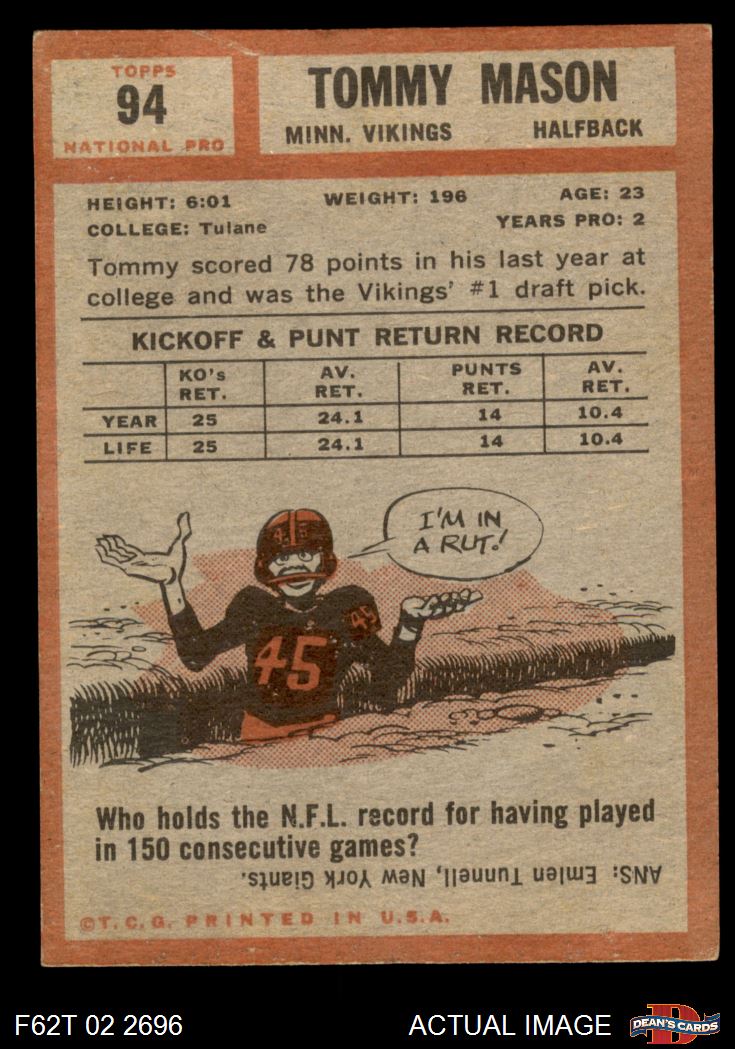 TOPPS
94
NATIONAL PRO
TOMMY MASON
MINN. VIKINGS HALFBACK
HEIGHT: 6:01 WEIGHT: 196 AGE: 23
COLLEGE: Tulane YEARS PRO: 2
Tommy scored 78 points in his last year at
college and was the Vikings' #1 draft pick.
KICKOFF & PUNT RETURN RECORD
KO's RET. AV. RET. PUNTS RET. AV. RET.
YEAR 25 24.1 14 10.4
LIFE 25 24.1 14 10.4
I'M IN
A RUT!
45
45
45
Who holds the N.F.L. record for having played
in 150 consecutive games?
ANS: Emlen Tunnell, New York Giants.
©T.C.G. PRINTED IN U.S.A.
F62T 02 2696 ACTUAL IMAGE
D
DEAN'S CARDS